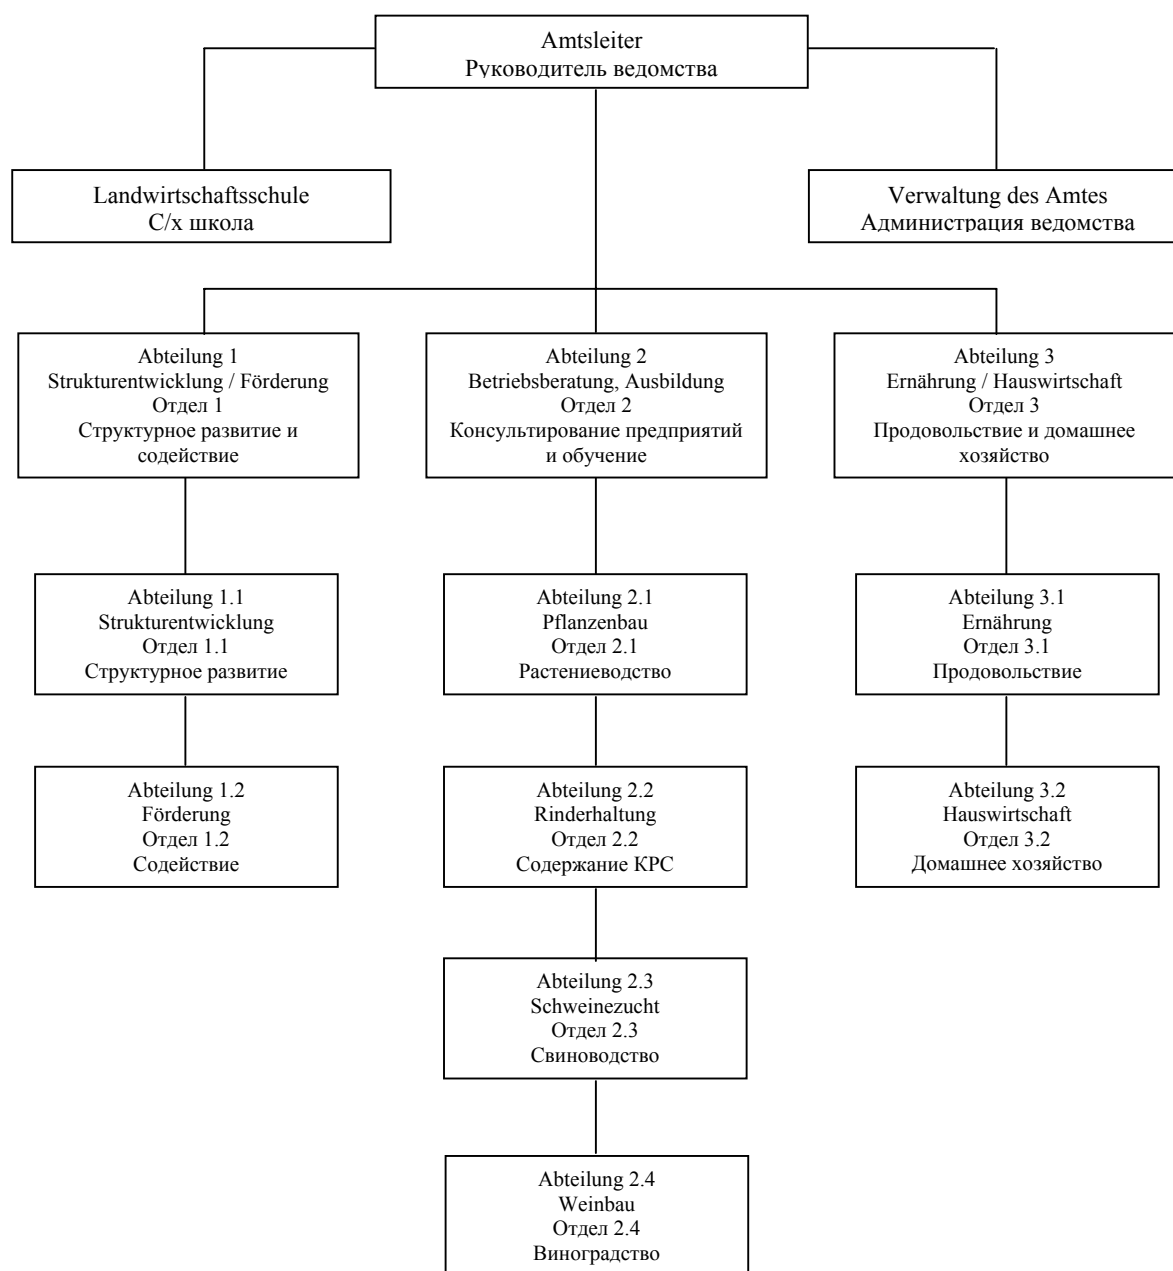 Amtsleiter
Руководитель ведомства
Landwirtschaftsschule
С/х школа
Verwaltung des Amtes
Администрация ведомства
Abteilung 1
Strukturentwicklung / Förderung
Отдел 1
Структурное развитие и
содействие
Abteilung 2
Betriebsberatung, Ausbildung
Отдел 2
Консультирование предприятий
и обучение
Abteilung 3
Ernährung / Hauswirtschaft
Отдел 3
Продовольствие и домашнее
хозяйство
Abteilung 1.1
Strukturentwicklung
Отдел 1.1
Структурное развитие
Abteilung 2.1
Pflanzenbau
Отдел 2.1
Растениеводство
Abteilung 3.1
Ernährung
Отдел 3.1
Продовольствие
Abteilung 1.2
Förderung
Отдел 1.2
Содействие
Abteilung 2.2
Rinderhaltung
Отдел 2.2
Содержание КРС
Abteilung 3.2
Hauswirtschaft
Отдел 3.2
Домашнее хозяйство
Abteilung 2.3
Schweinezucht
Отдел 2.3
Свиноводство
Abteilung 2.4
Weinbau
Отдел 2.4
Виноградство